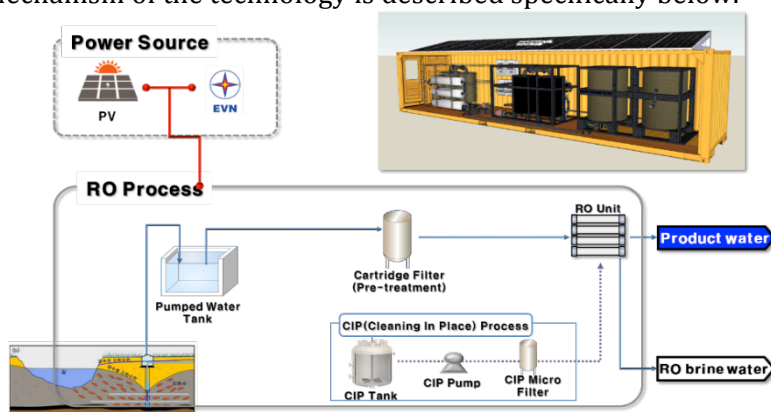 mechanism of the technology is described specifically below:
Power Source
PV
EVN
RO Process
RO Unit
Product water
Cartridge Filter
(Pre-treatment)
Pumped Water
Tank
CIP(Cleaning In Place) Process
CIP Tank
CIP Pump
CIP Micro
Filter
RO brine water
(b)